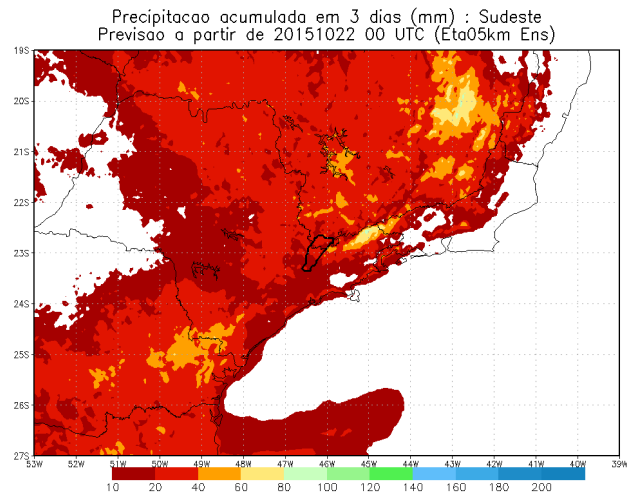 Precipitacao acumulada em 3 dias (mm) : Sudeste
Previsao a partir de 20151022 00 UTC (Eta05km Ens)
19S
20S
21S
22S
23S
24S
25S
26S
27S
53W 52W 51W 50W 49W 48W 47W 46W 45W 44W 43W 42W 41W 40W 39W
10 20 40 60 80 100 120 140 160 180 200